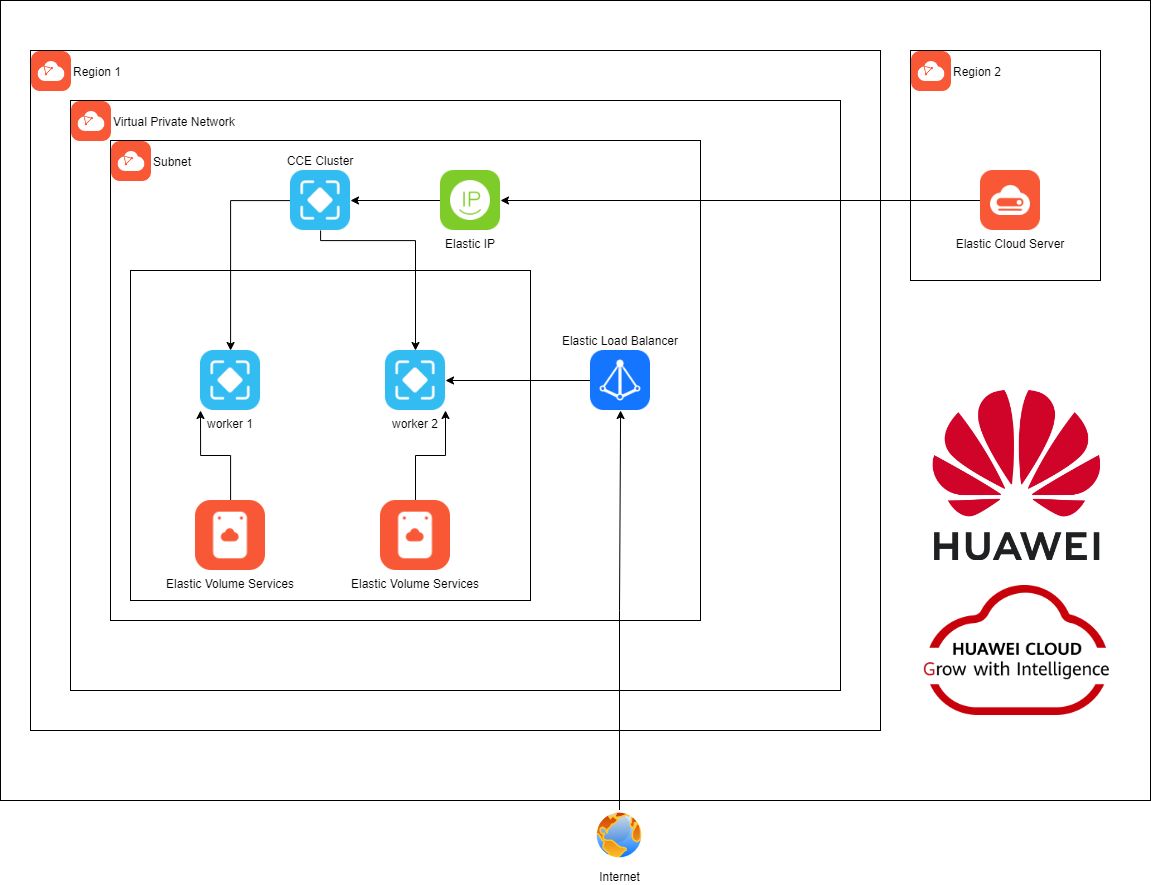 Region 1
Region 2
Virtual Private Network
Subnet
CCE Cluster
IP
Elastic IP
Elastic Cloud Server
Elastic Load Balancer
worker 1
worker 2
Elastic Volume Services
Elastic Volume Services
HUAWEI
HUAWEI CLOUD
Grow with Intelligence
Internet